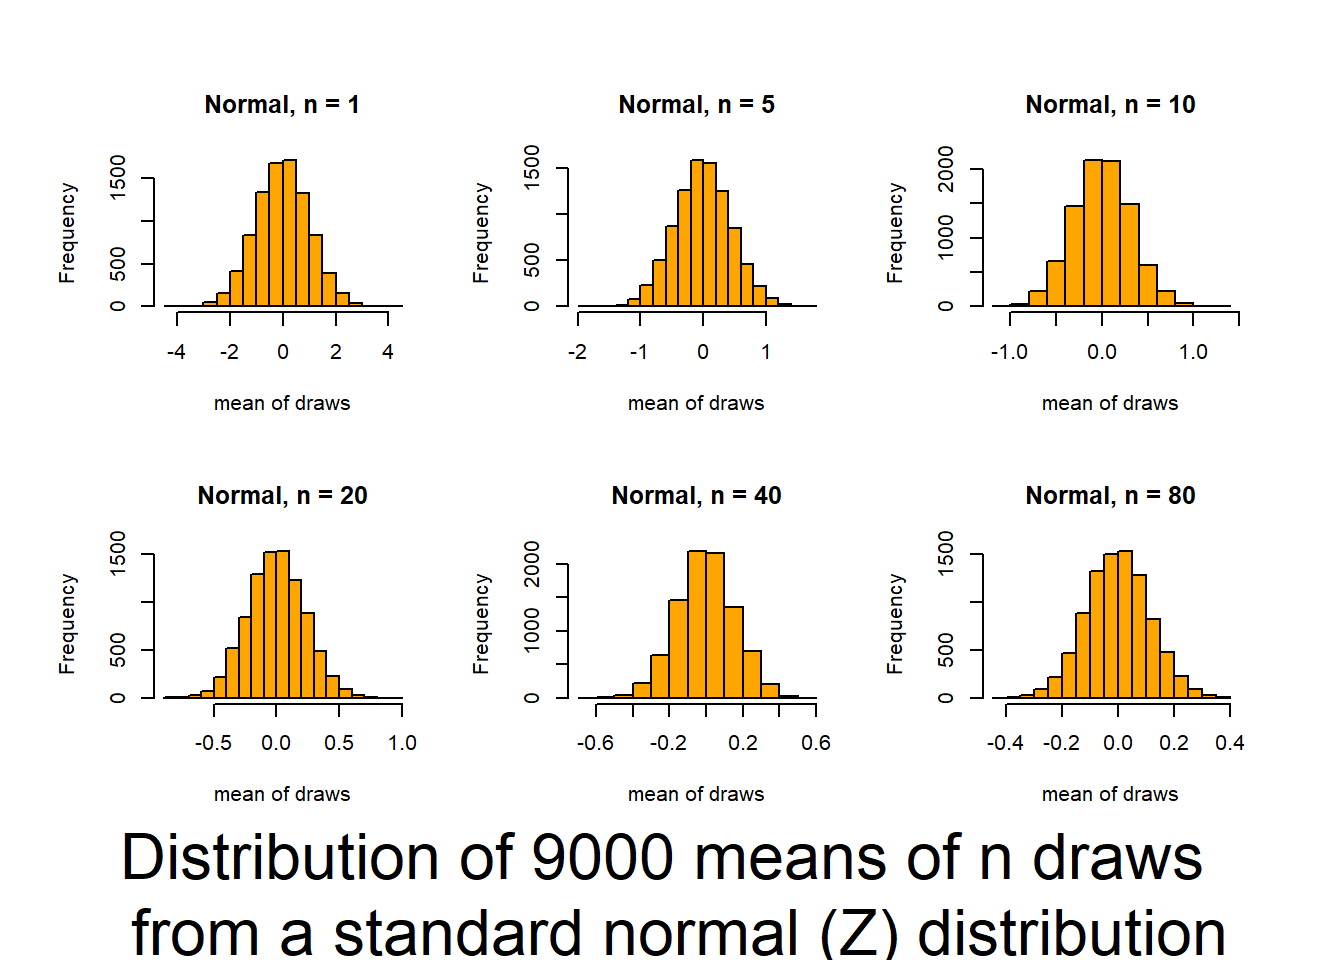 Normal, n = 1
Frequency
0 500 1500
-4 -2 0 2 4
mean of draws
Normal, n = 5
Frequency
0 500 1500
-2 -1 0 1
mean of draws
Normal, n = 10
Frequency
0 1000 2000
-1.0 0.0 1.0
mean of draws
Normal, n = 20
Frequency
0 500 1500
-0.5 0.0 0.5 1.0
mean of draws
Normal, n = 40
Frequency
0 1000 2000
-0.6 -0.2 0.2 0.6
mean of draws
Normal, n = 80
Frequency
0 500 1500
-0.4 -0.2 0.0 0.2 0.4
mean of draws
Distribution of 9000 means of n draws
from a standard normal (Z) distribution